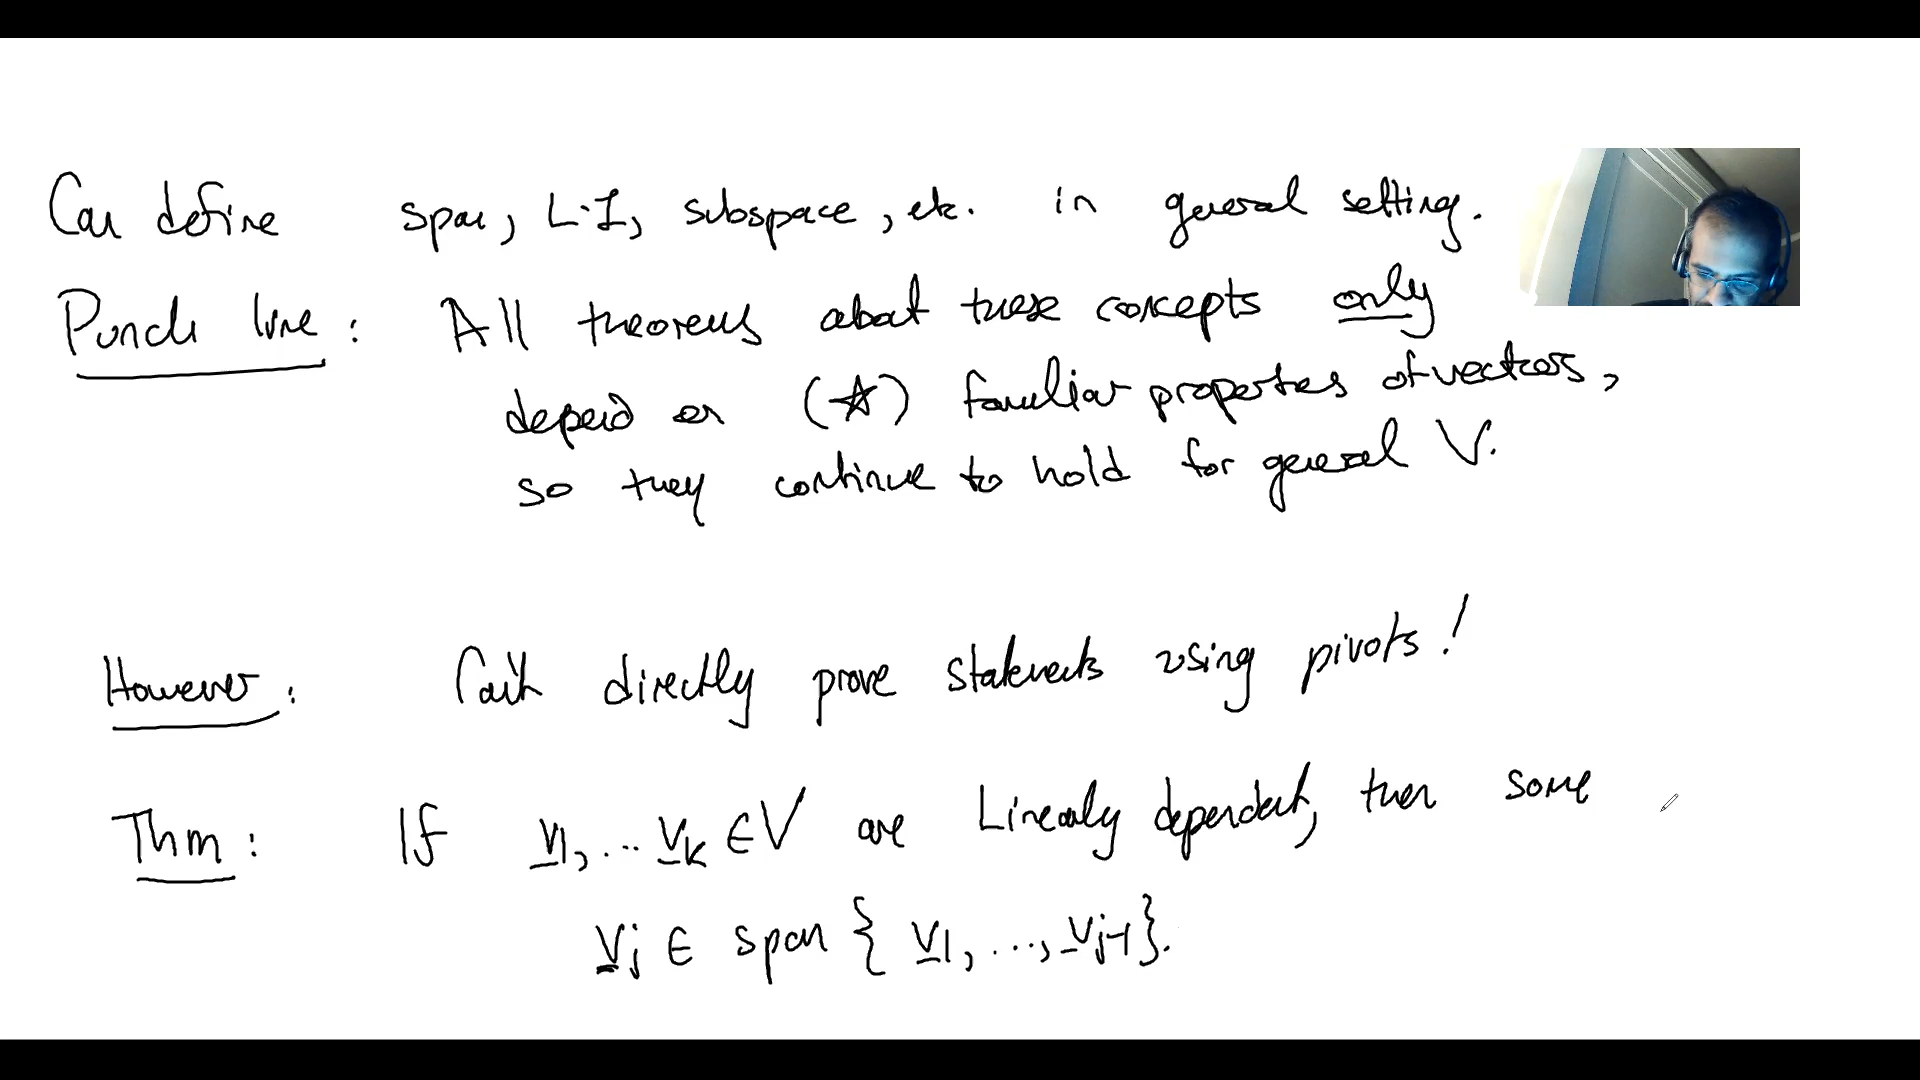 Can define span, L.I, subspace, etc. in general setting.
Punch line: All theorems about these concepts only
depend on (☆) familiar properties of vectors,
so they continue to hold for general V.
However: Can't directly prove statements using pivots!
Thm: If v1, ... vk ∈ V are Linearly dependent, then some
vj ∈ span { v1, ..., vj-1}.